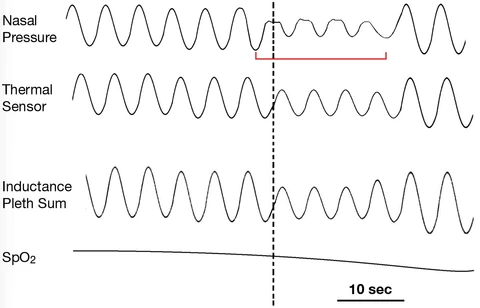 Nasal
Pressure
Thermal
Sensor
Inductance
Pleth Sum
SpO₂
10 sec